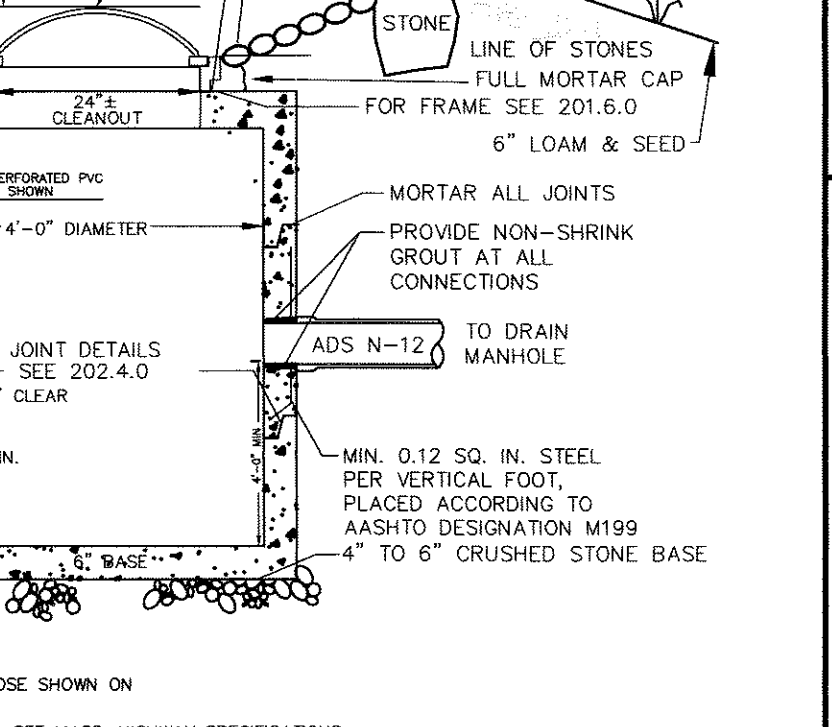 STONE
LINE OF STONES
FULL MORTAR CAP
24"±
CLEANOUT
FOR FRAME SEE 201.6.0
6" LOAM & SEED
PVC
SHOWN
MORTAR ALL JOINTS
4'-0" DIAMETER
PROVIDE NON-SHRINK
GROUT AT ALL
CONNECTIONS
ADS N-12
TO DRAIN
MANHOLE
JOINT DETAILS
SEE 202.4.0
CLEAR
4'-0" MIN
MIN. 0.12 SQ. IN. STEEL
PER VERTICAL FOOT,
PLACED ACCORDING TO
AASHTO DESIGNATION M199
6" BASE
4" TO 6" CRUSHED STONE BASE
SHOWN ON